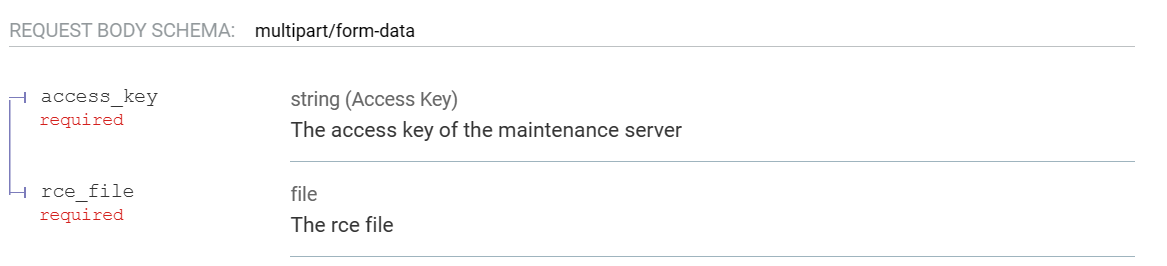 REQUEST BODY SCHEMA: multipart/form-data
access_key string (Access Key)
required The access key of the maintenance server
rce_file file
required The rce file